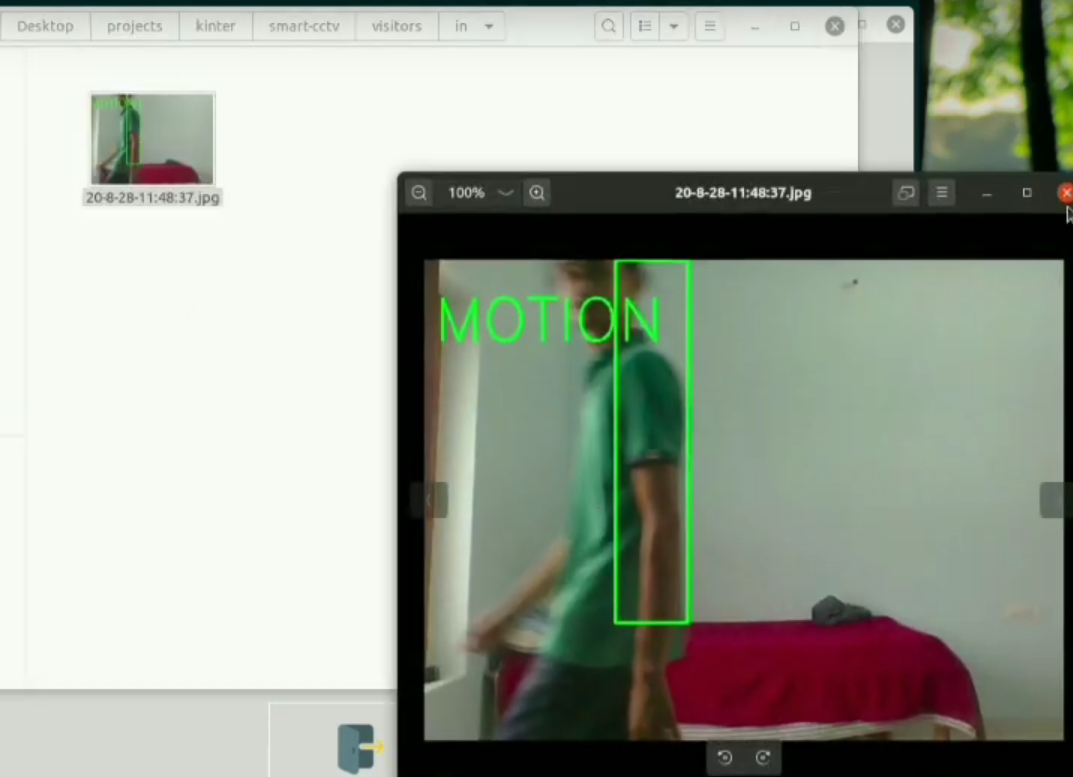 Desktop projects kinter smart-cctv visitors in
20-8-28-11:48:37.jpg
100% 20-8-28-11:48:37.jpg
MOTION